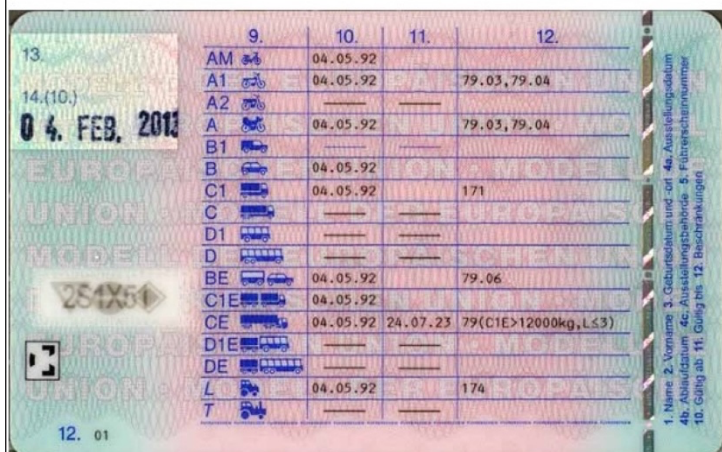 9. 10. 11. 12.
13.
14.(10.)
04. FEB. 2013
AM 04.05.92
A1 04.05.92 79.03,79.04
A2 — —
A 04.05.92 79.03,79.04
B1 — —
B 04.05.92
C1 04.05.92 171
C — —
D1 — —
D — —
BE 04.05.92 79.06
C1E 04.05.92
CE 04.05.92 24.07.23 79(C1E>12000kg,L≤3)
D1E — —
DE — —
L 04.05.92 174
T — —
12. 01
1. Name 2. Vorname 3. Geburtsdatum und -ort 4a. Ausstellungsdatum
4b. Ablaufdatum 4c. Ausstellungsbehörde 5. Führerscheinnummer
10. Gültig ab 11. Gültig bis 12. Beschränkungen